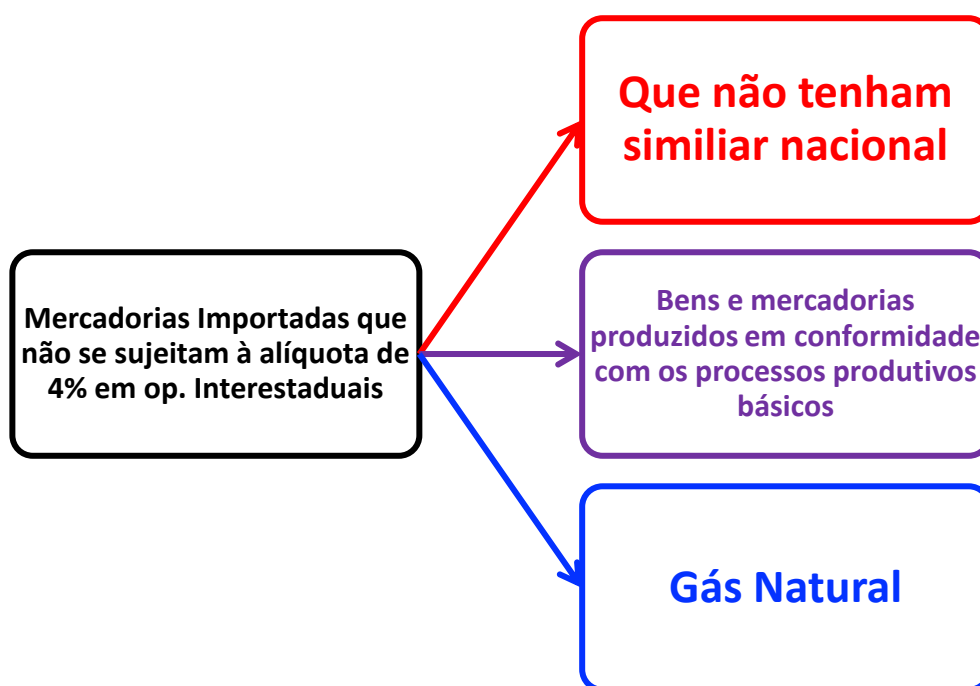 Que não tenham
similiar nacional
Mercadorias Importadas que
não se sujeitam à alíquota de
4% em op. Interestaduais
Bens e mercadorias
produzidos em conformidade
com os processos produtivos
básicos
Gás Natural